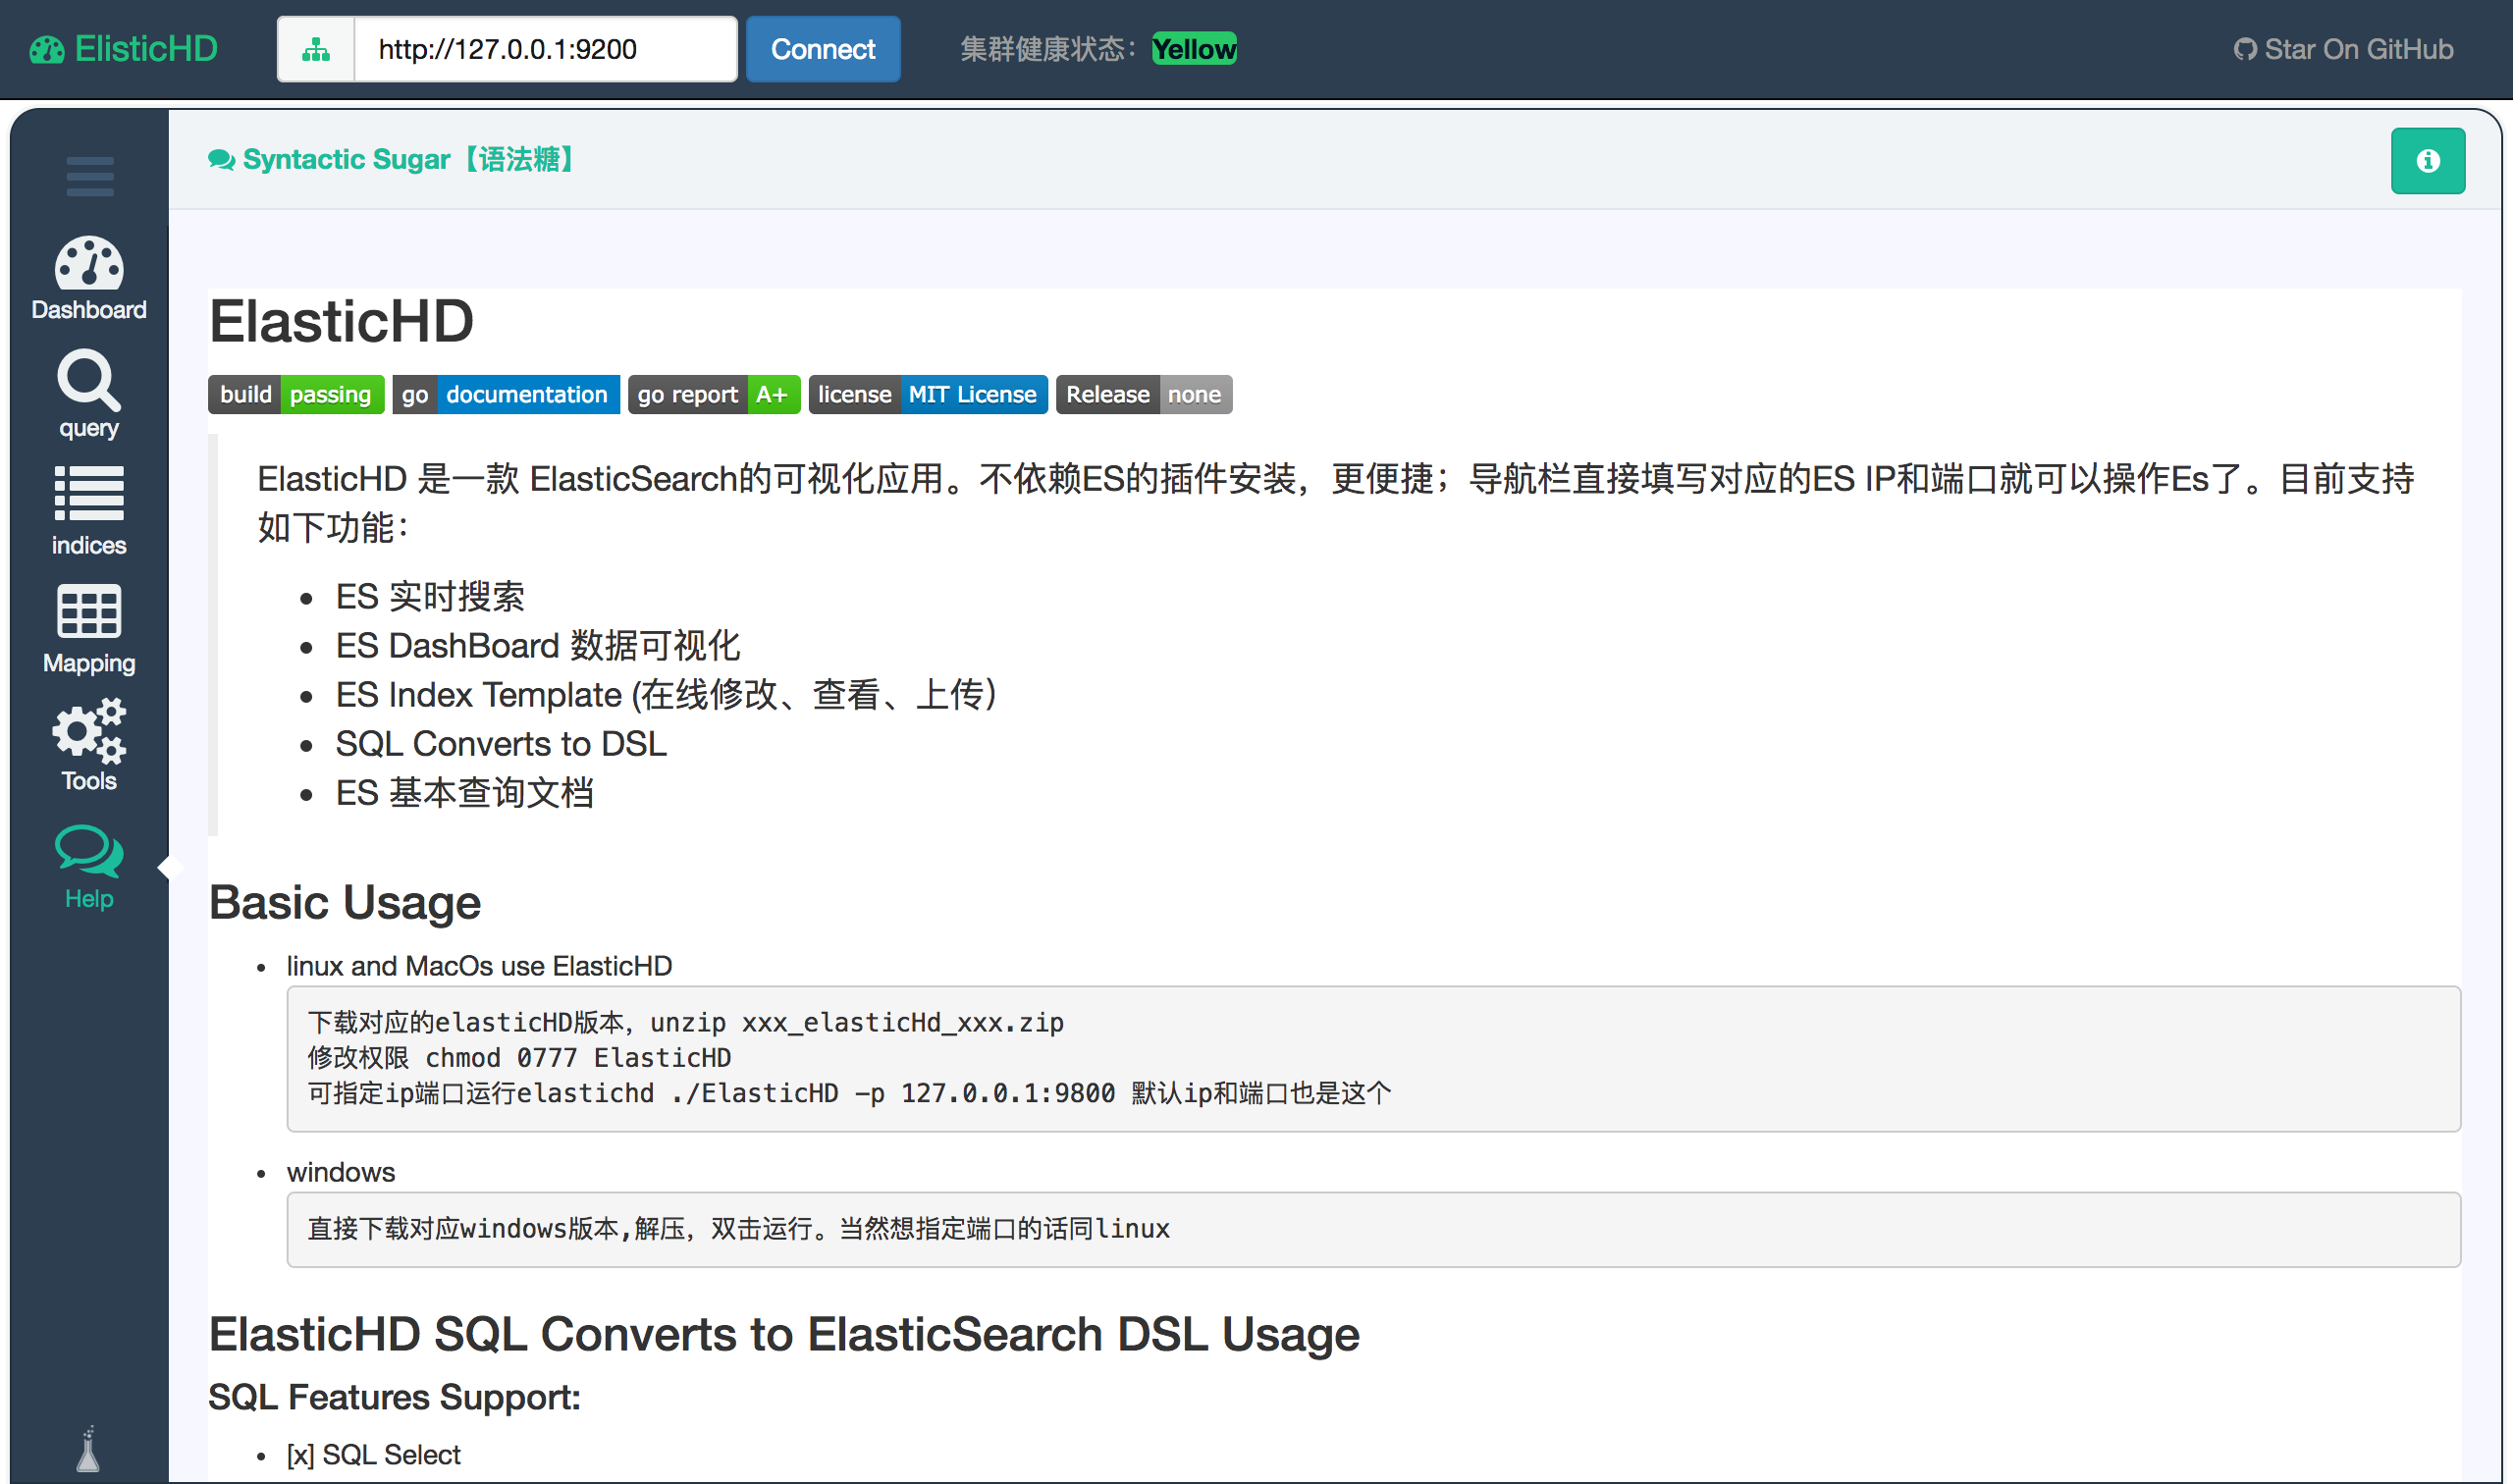 ElisticHD
http://127.0.0.1:9200
Connect
集群健康状态：Yellow
Star On GitHub
Syntactic Sugar【语法糖】
Dashboard
query
indices
Mapping
Tools
Help
ElasticHD
build passing go documentation go report A+ license MIT License Release none
ElasticHD 是一款 ElasticSearch的可视化应用。不依赖ES的插件安装，更便捷；导航栏直接填写对应的ES IP和端口就可以操作Es了。目前支持
如下功能：
ES 实时搜索
ES DashBoard 数据可视化
ES Index Template (在线修改、查看、上传）
SQL Converts to DSL
ES 基本查询文档
Basic Usage
linux and MacOs use ElasticHD
下载对应的elasticHD版本，unzip xxx_elasticHd_xxx.zip
修改权限 chmod 0777 ElasticHD
可指定ip端口运行elastichd ./ElasticHD -p 127.0.0.1:9800 默认ip和端口也是这个
windows
直接下载对应windows版本,解压，双击运行。当然想指定端口的话同linux
ElasticHD SQL Converts to ElasticSearch DSL Usage
SQL Features Support:
[x] SQL Select